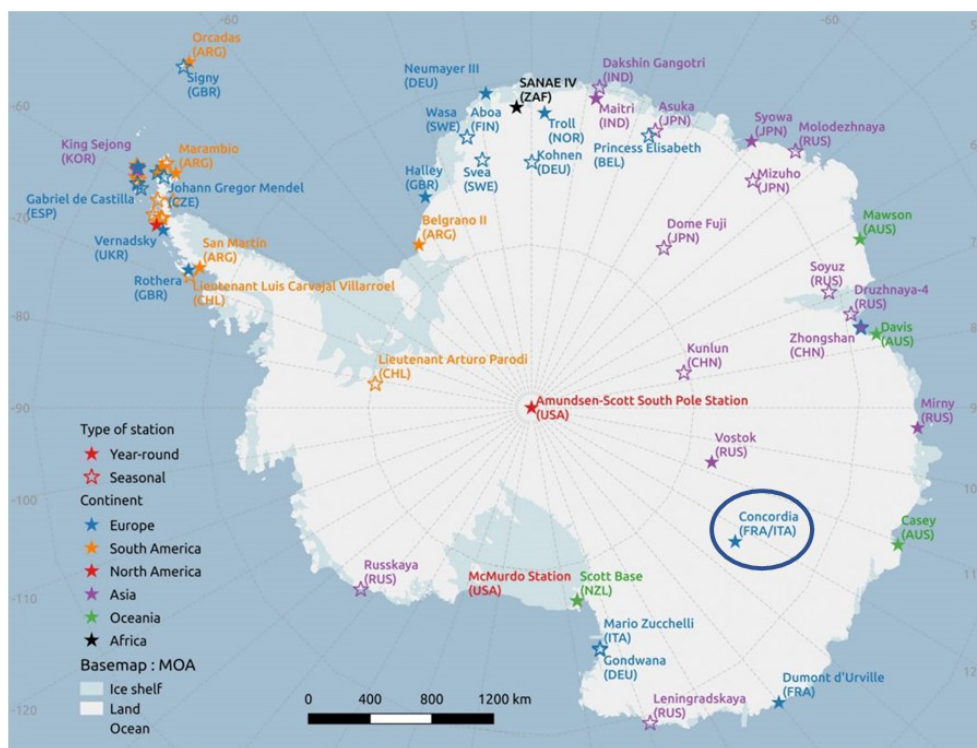 -60
-60
5
Orcadas
(ARG)
Signy
(GBR)
Neumayer III
(DEU)
SANAE IV
(ZAF)
Dakshin Gangotri
(IND)
Wasa
(SWE)
Aboa
(FIN)
Troll
(NOR)
Maitri
(IND)
Asuka
(JPN)
Syowa
(JPN)
Molodezhnaya
(RUS)
-60
King Sejong
(KOR)
Marambio
(ARG)
Svea
(SWE)
Kohnen
(DEU)
Princess Elisabeth
(BEL)
Mizuho
(JPN)
Halley
(GBR)
Gabriel de Castilla
(ESP)
Johann Gregor Mendel
(CZE)
-70
Belgrano II
(ARG)
Dome Fuji
(JPN)
Mawson
(AUS)
Vernadsky
(UKR)
San Martín
(ARG)
Rothera
(GBR)
Lieutenant Luis Carvajal Villarroel
(CHL)
Soyuz
(RUS)
Druzhnaya-4
(RUS)
-80
Zhongshan
(CHN)
Davis
(AUS)
8
Lieutenant Arturo Parodi
(CHL)
Kunlun
(CHN)
-90
Amundsen-Scott South Pole Station
(USA)
Mirny
(RUS)
9
Type of station
Year-round
Seasonal
Continent
Europe
South America
North America
Asia
Oceania
Africa
Basemap : MOA
Ice shelf
Land
Ocean
Vostok
(RUS)
-100
Concordia
(FRA/ITA)
Casey
(AUS)
Russkaya
(RUS)
McMurdo Station
(USA)
Scott Base
(NZL)
-110
Mario Zucchelli
(ITA)
Gondwana
(DEU)
Dumont d'Urville
(FRA)
Leningradskaya
(RUS)
0 400 800 1200 km
-120
12